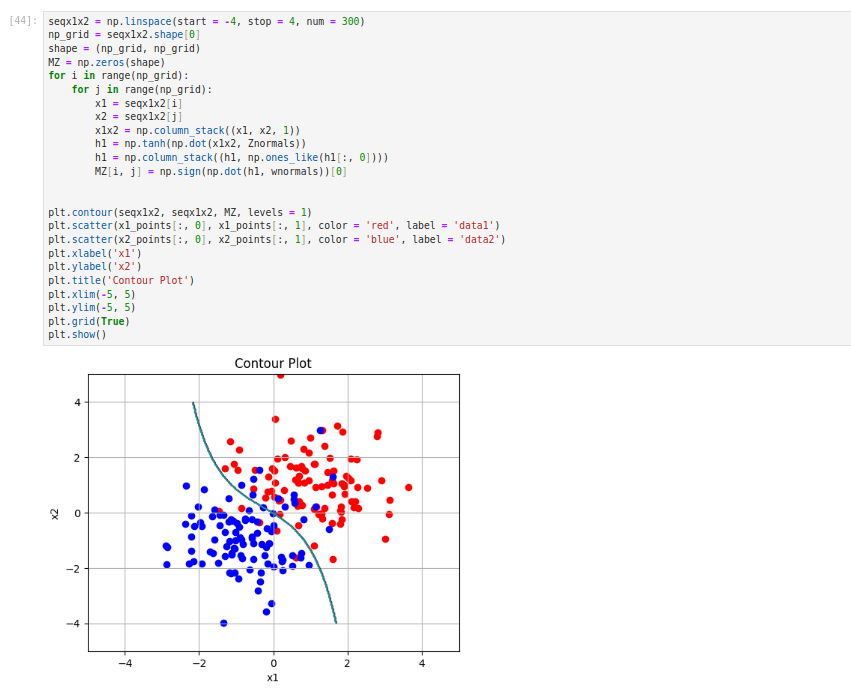 [44]:
seqx1x2 = np.linspace(start = -4, stop = 4, num = 300)
np_grid = seqx1x2.shape[0]
shape = (np_grid, np_grid)
MZ = np.zeros(shape)
for i in range(np_grid):
    for j in range(np_grid):
        x1 = seqx1x2[i]
        x2 = seqx1x2[j]
        x1x2 = np.column_stack((x1, x2, 1))
        h1 = np.tanh(np.dot(x1x2, Znormals))
        h1 = np.column_stack((h1, np.ones_like(h1[:, 0])))
        MZ[i, j] = np.sign(np.dot(h1, wnormals))[0]
plt.contour(seqx1x2, seqx1x2, MZ, levels = 1)
plt.scatter(x1_points[:, 0], x1_points[:, 1], color = 'red', label = 'data1')
plt.scatter(x2_points[:, 0], x2_points[:, 1], color = 'blue', label = 'data2')
plt.xlabel('x1')
plt.ylabel('x2')
plt.title('Contour Plot')
plt.xlim(-5, 5)
plt.ylim(-5, 5)
plt.grid(True)
plt.show()
Contour Plot
4
2
0
−2
−4
x2
−4 −2 0 2 4
x1